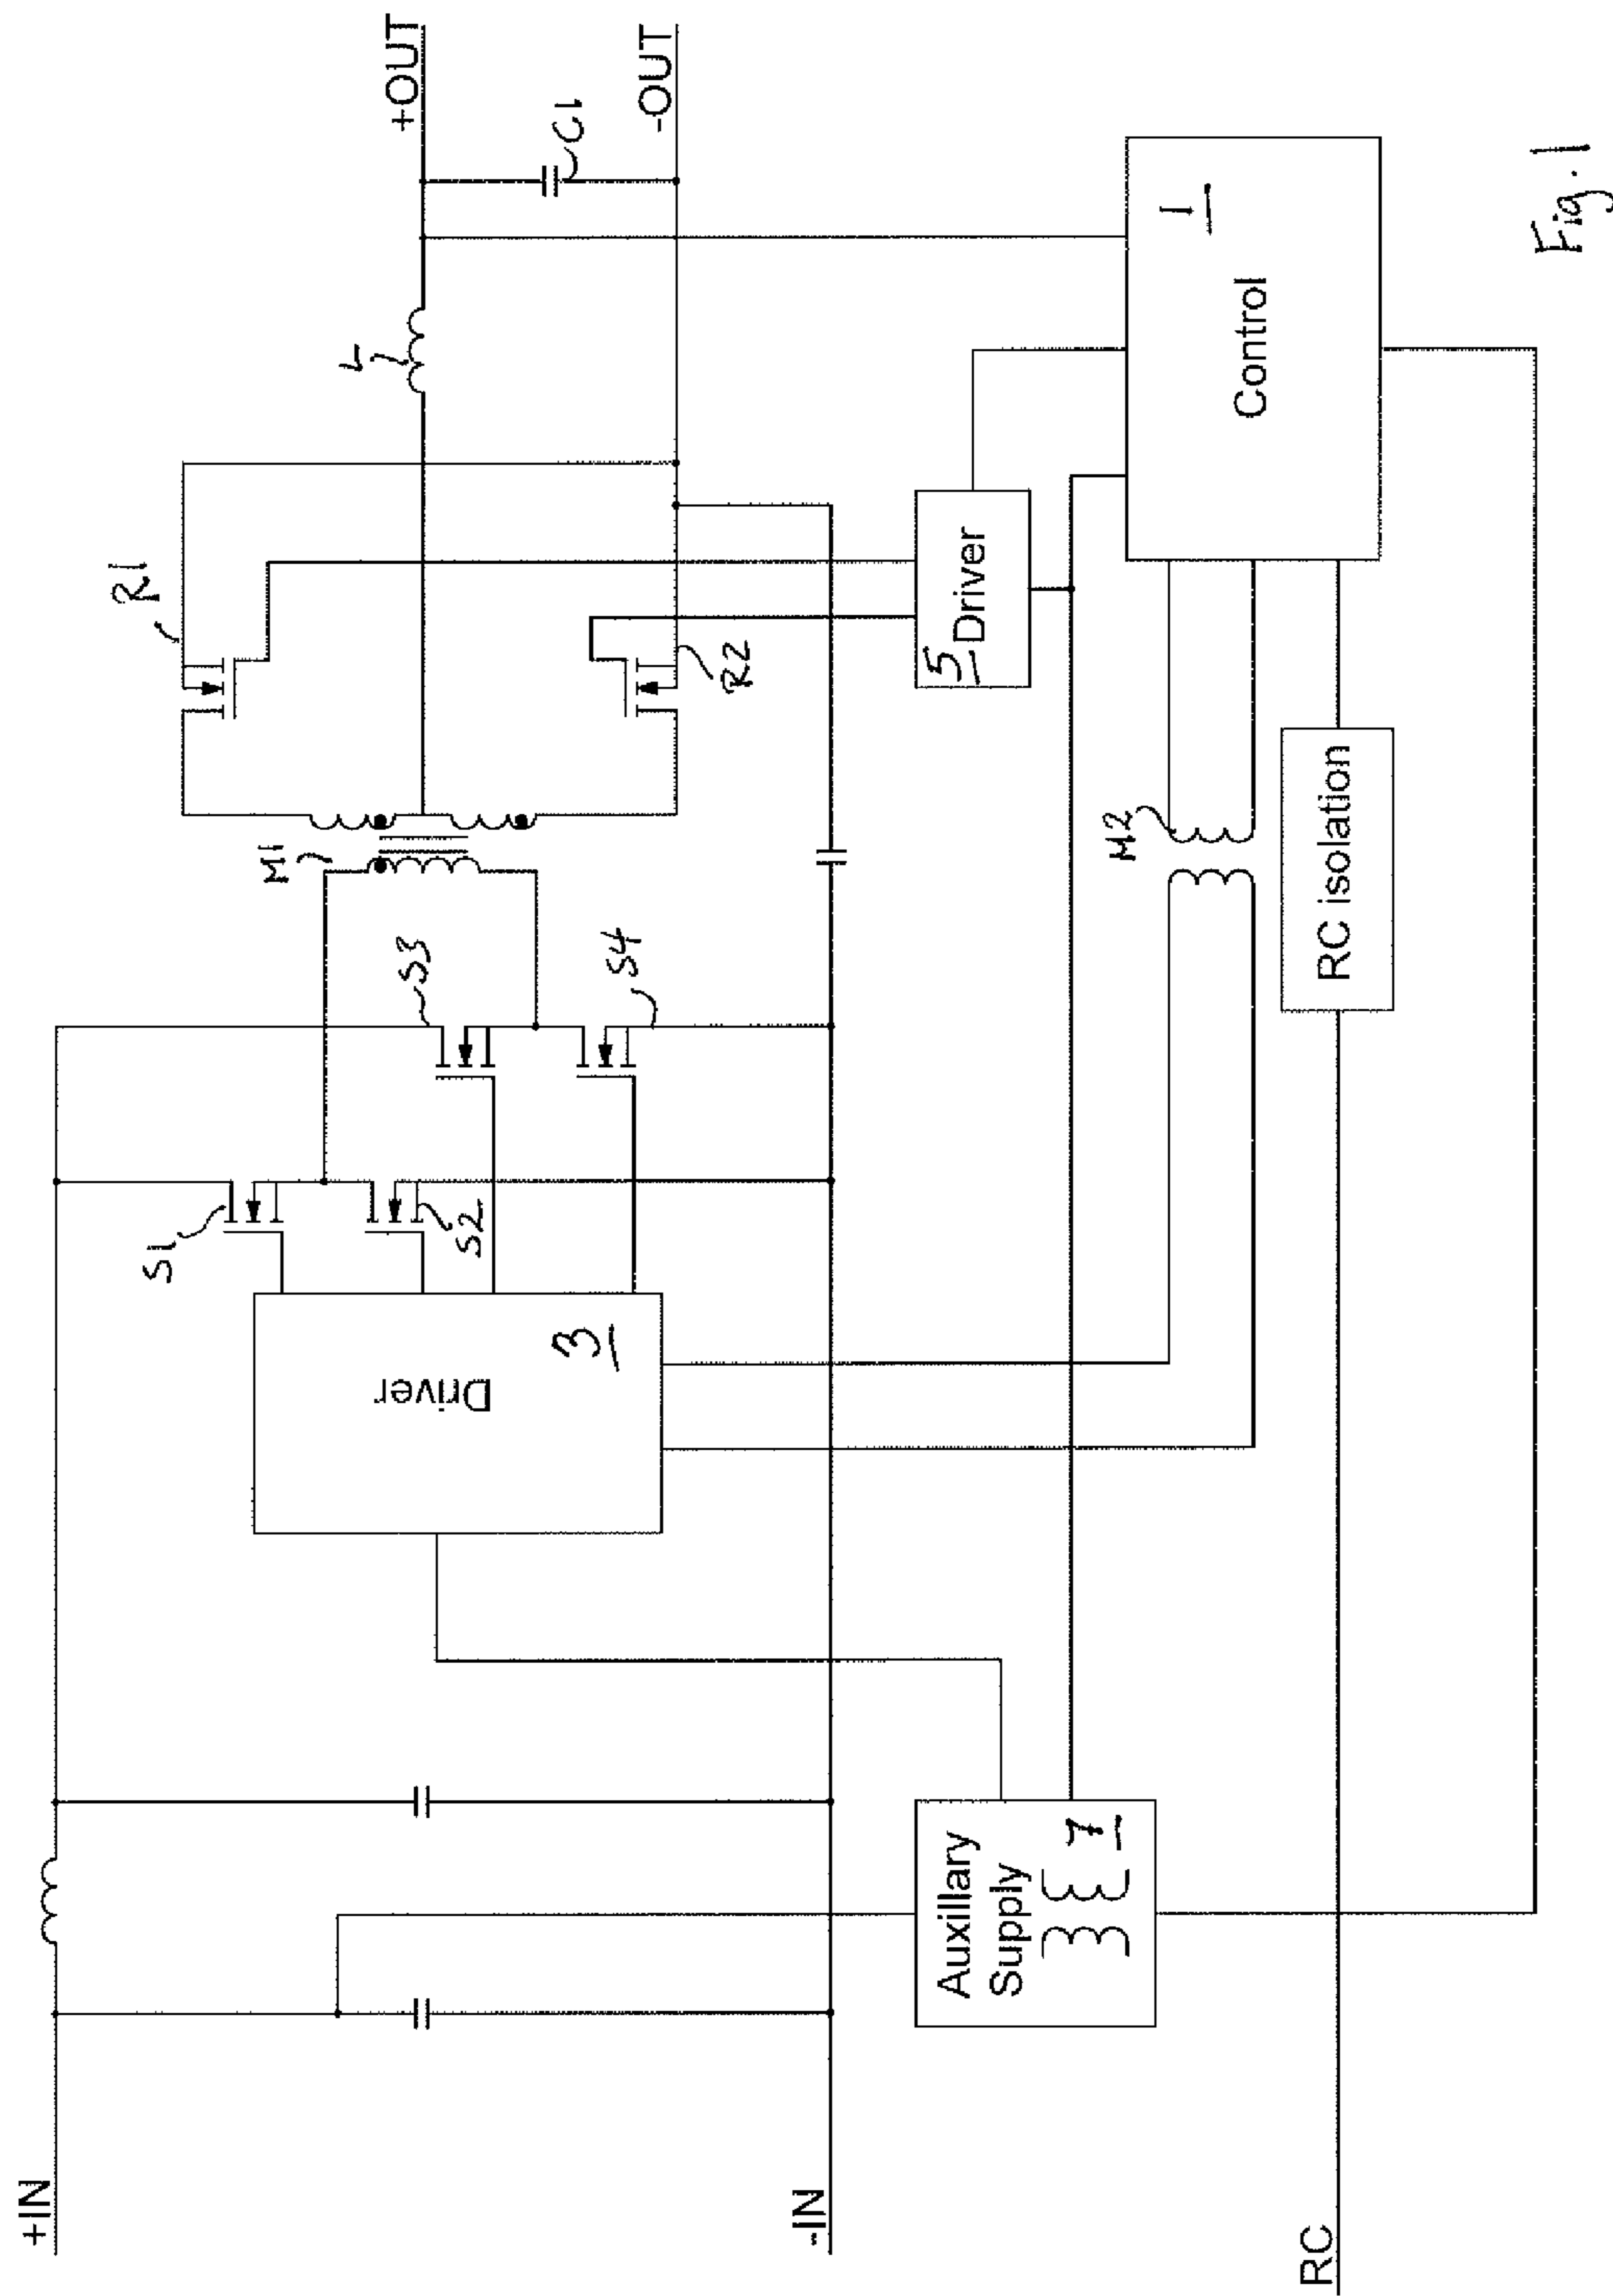 +IN
-IN
RC
Auxillary
Supply
7
Driver
3
S1
S2
S3
S4
M1
R1
R2
L
+OUT
C1
-OUT
5
Driver
M2
RC isolation
Control
1
Fig. 1